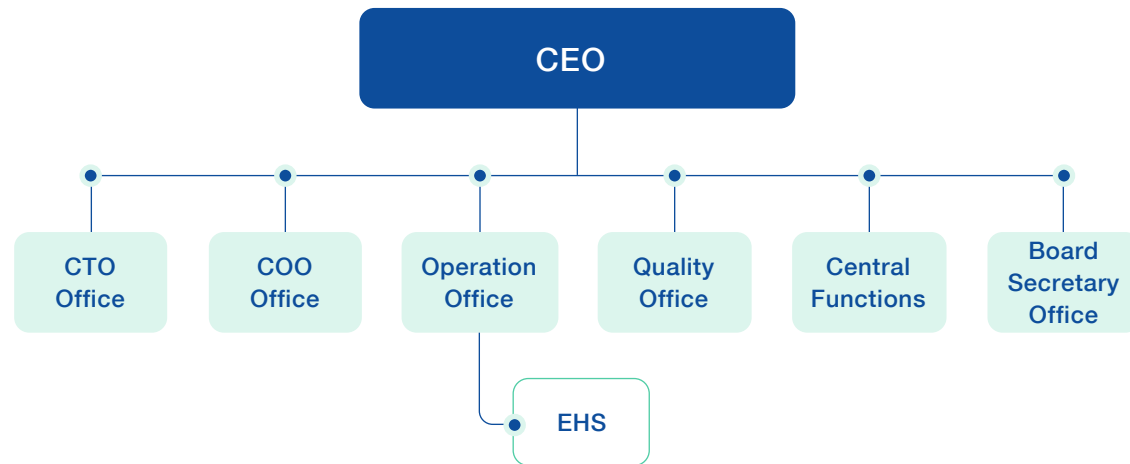 CEO
CTO
Office
COO
Office
Operation
Office
Quality
Office
Central
Functions
Board
Secretary
Office
EHS